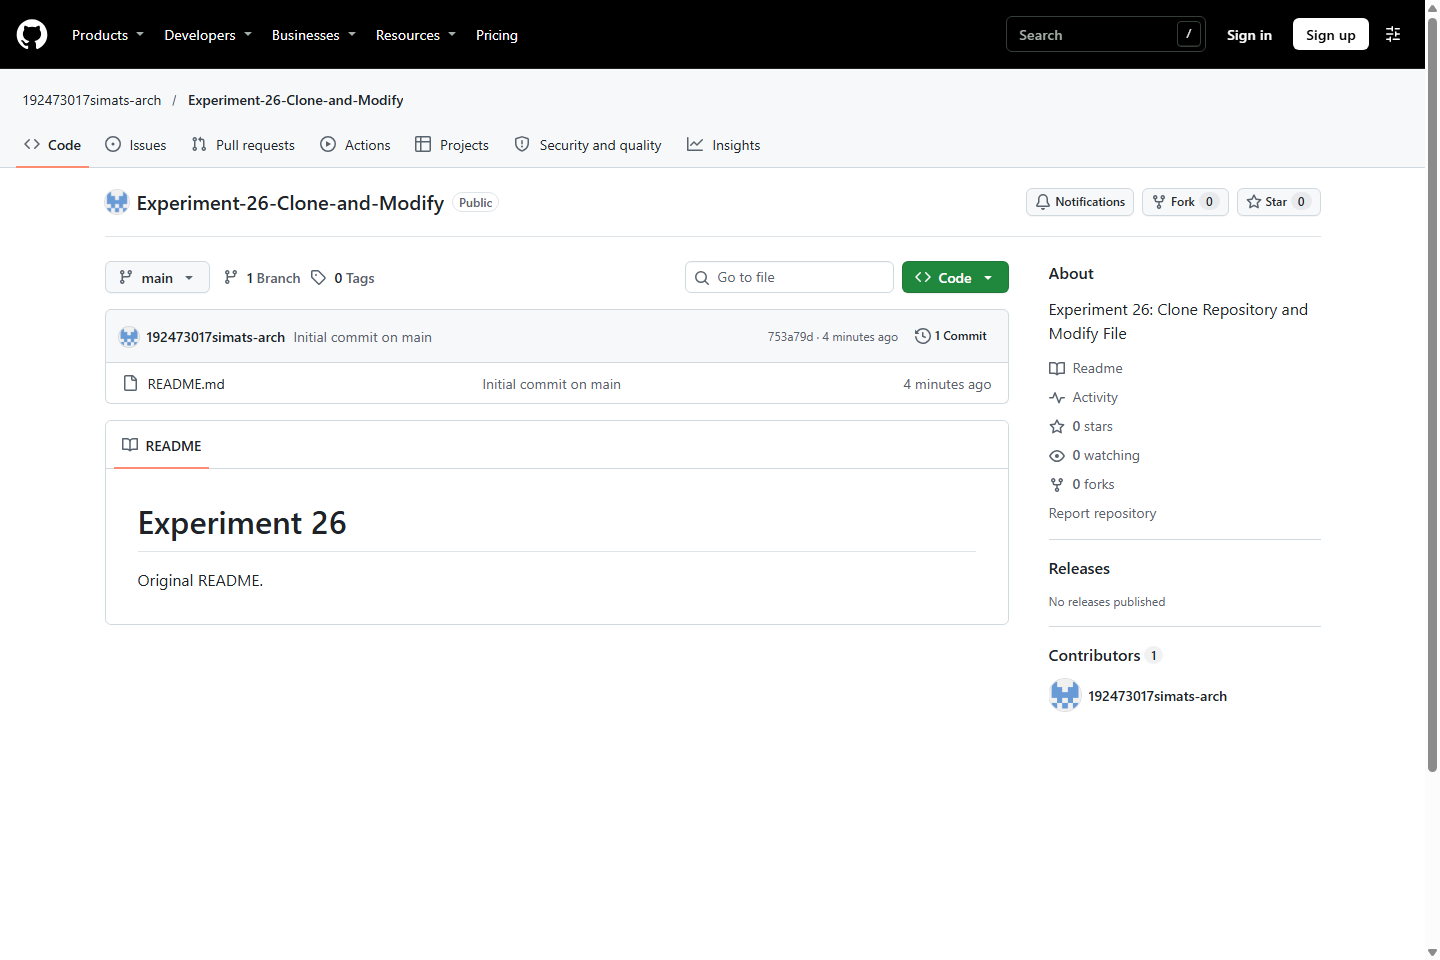 Products Developers Businesses Resources Pricing Search / Sign in Sign up
192473017simats-arch / Experiment-26-Clone-and-Modify
Code Issues Pull requests Actions Projects Security and quality Insights
Experiment-26-Clone-and-Modify Public Notifications Fork 0 Star 0
main 1 Branch 0 Tags Go to file Code
192473017simats-arch Initial commit on main 753a79d · 4 minutes ago 1 Commit
README.md Initial commit on main 4 minutes ago
README
Experiment 26
Original README.
About
Experiment 26: Clone Repository and
Modify File
Readme
Activity
0 stars
0 watching
0 forks
Report repository
Releases
No releases published
Contributors 1
192473017simats-arch